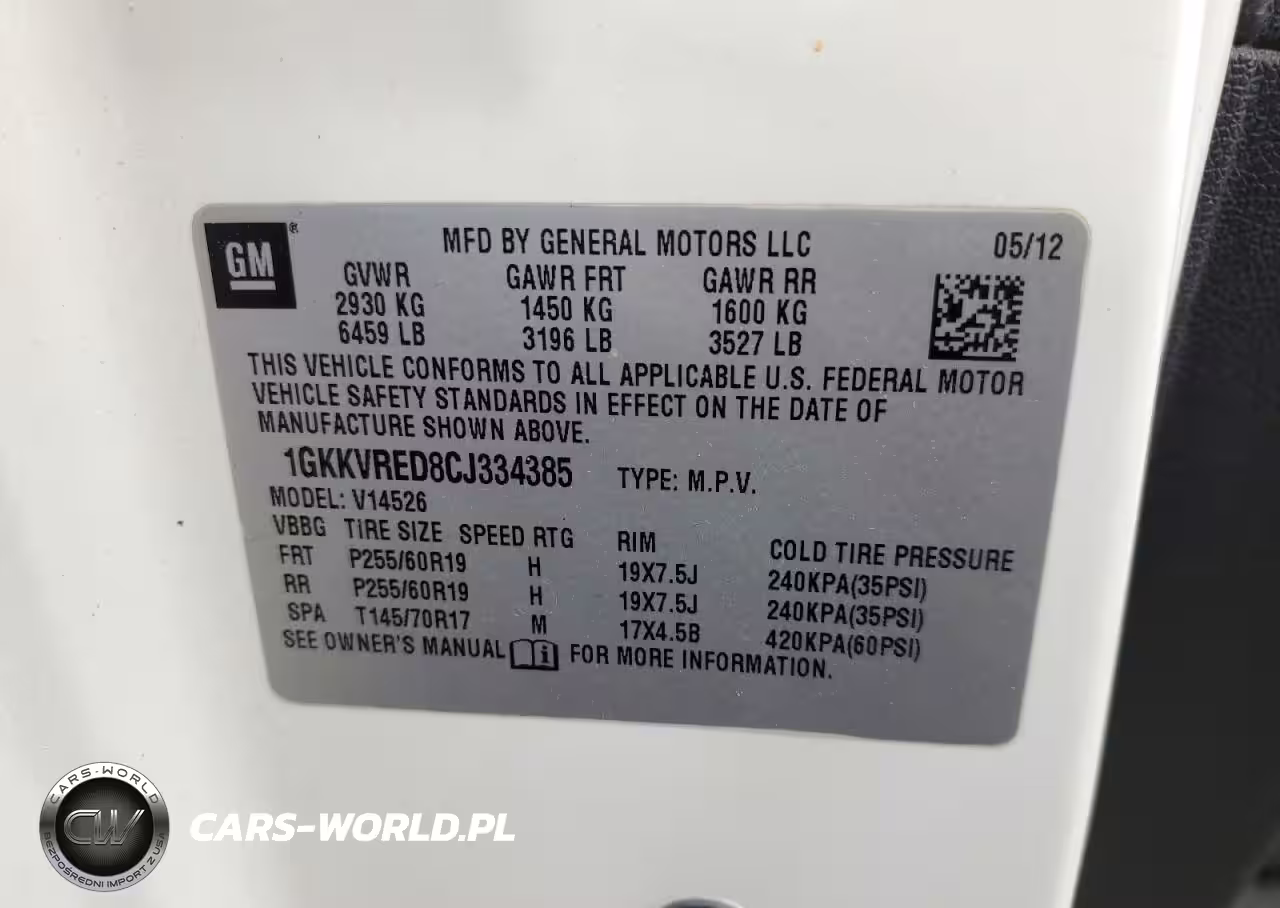 GM®
MFD BY GENERAL MOTORS LLC 05/12
GVWR GAWR FRT GAWR RR
2930 KG 1450 KG 1600 KG
6459 LB 3196 LB 3527 LB
THIS VEHICLE CONFORMS TO ALL APPLICABLE U.S. FEDERAL MOTOR
VEHICLE SAFETY STANDARDS IN EFFECT ON THE DATE OF
MANUFACTURE SHOWN ABOVE.
1GKKVRED8CJ334385 TYPE: M.P.V.
MODEL: V14526
VBBG TIRE SIZE SPEED RTG RIM COLD TIRE PRESSURE
FRT P255/60R19 H 19X7.5J 240KPA(35PSI)
RR P255/60R19 H 19X7.5J 240KPA(35PSI)
SPA T145/70R17 M 17X4.5B 420KPA(60PSI)
SEE OWNER'S MANUAL i FOR MORE INFORMATION.
CARS-WORLD
CW
BEZPOŚREDNI IMPORT Z USA
CARS-WORLD.PL